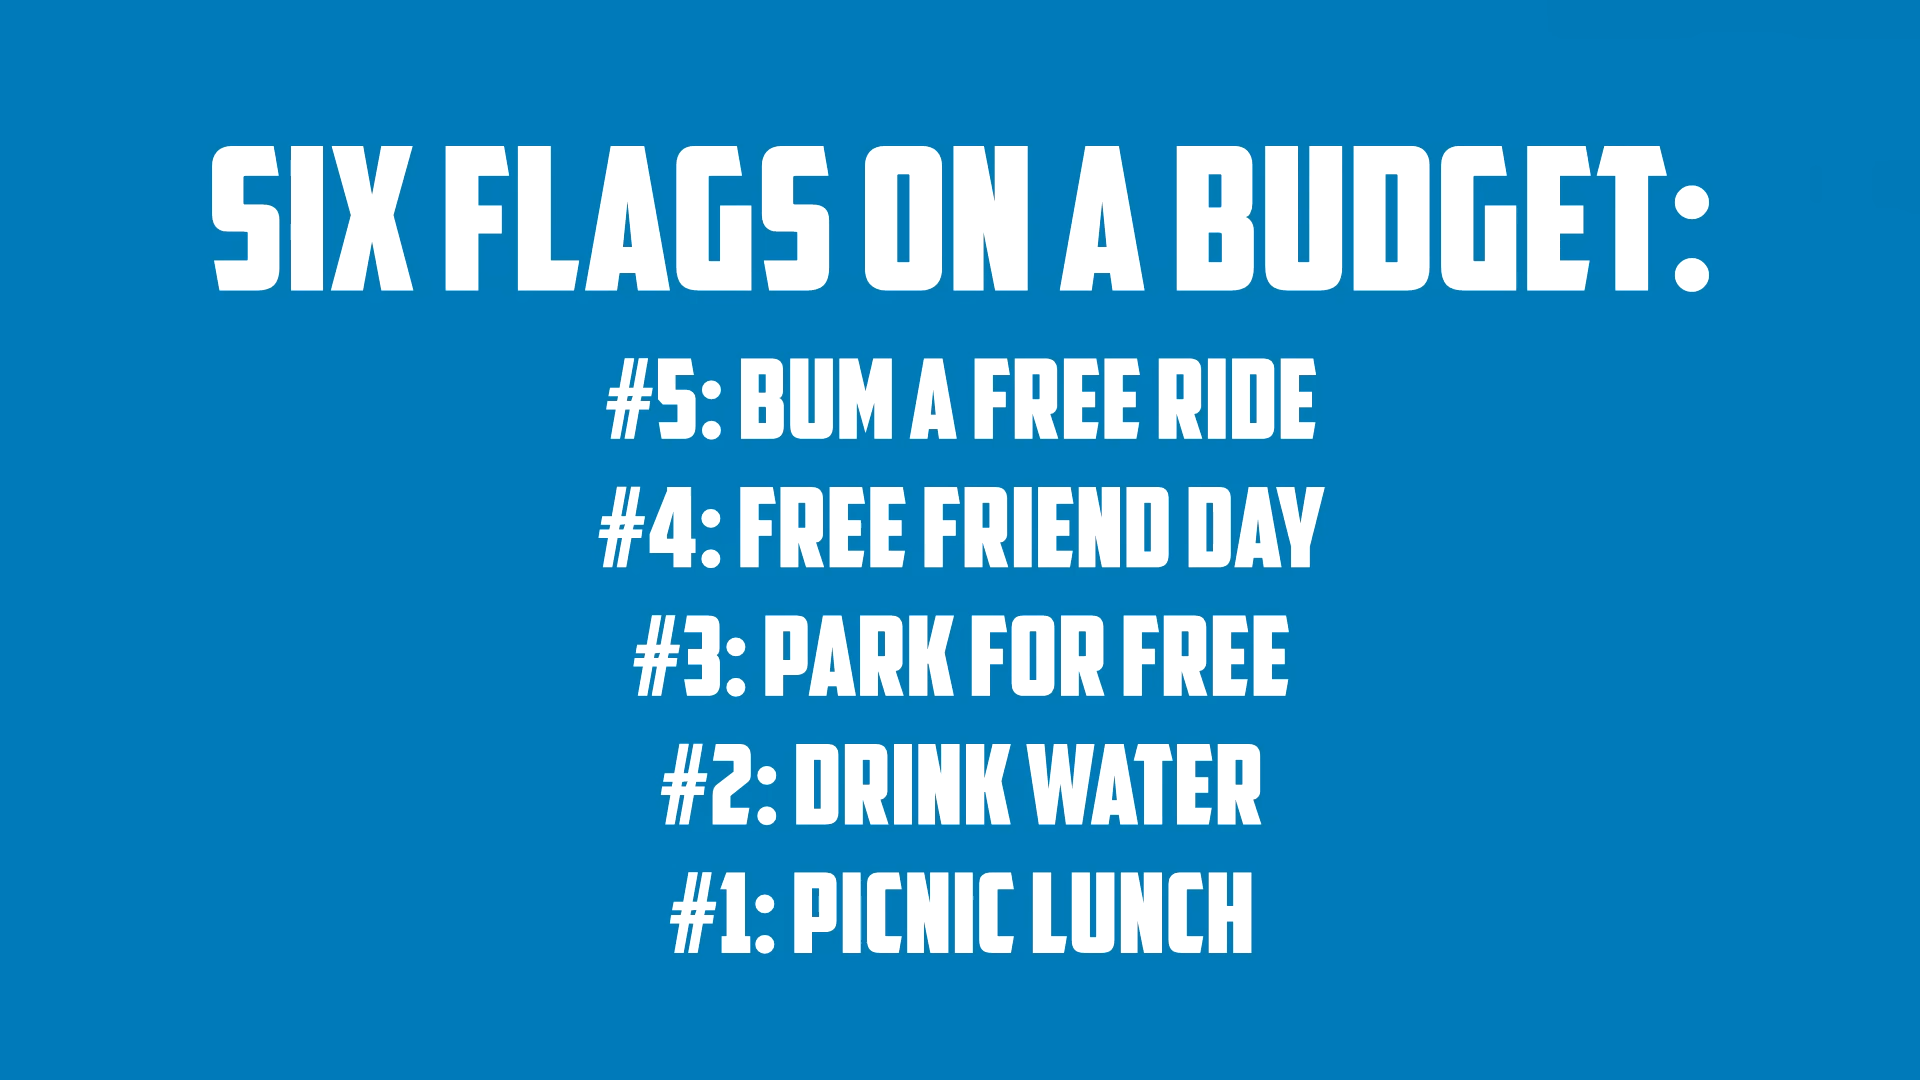 SIX FLAGS ON A BUDGET:
#5: BUM A FREE RIDE
#4: FREE FRIEND DAY
#3: PARK FOR FREE
#2: DRINK WATER
#1: PICNIC LUNCH